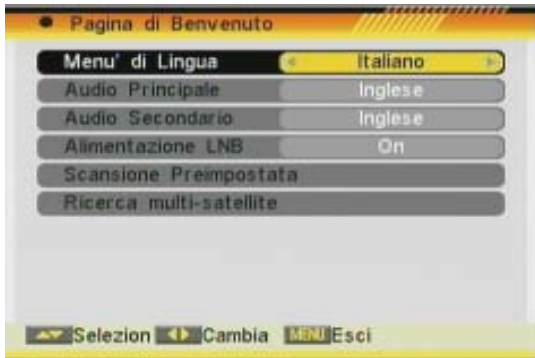 Pagina di Benvenuto
Menu' di Lingua Italiano
Audio Principale Inglese
Audio Secondario Inglese
Alimentazione LNB On
Scansione Preimpostata
Ricerca multi-satellite
Selezion Cambia MENU Esci